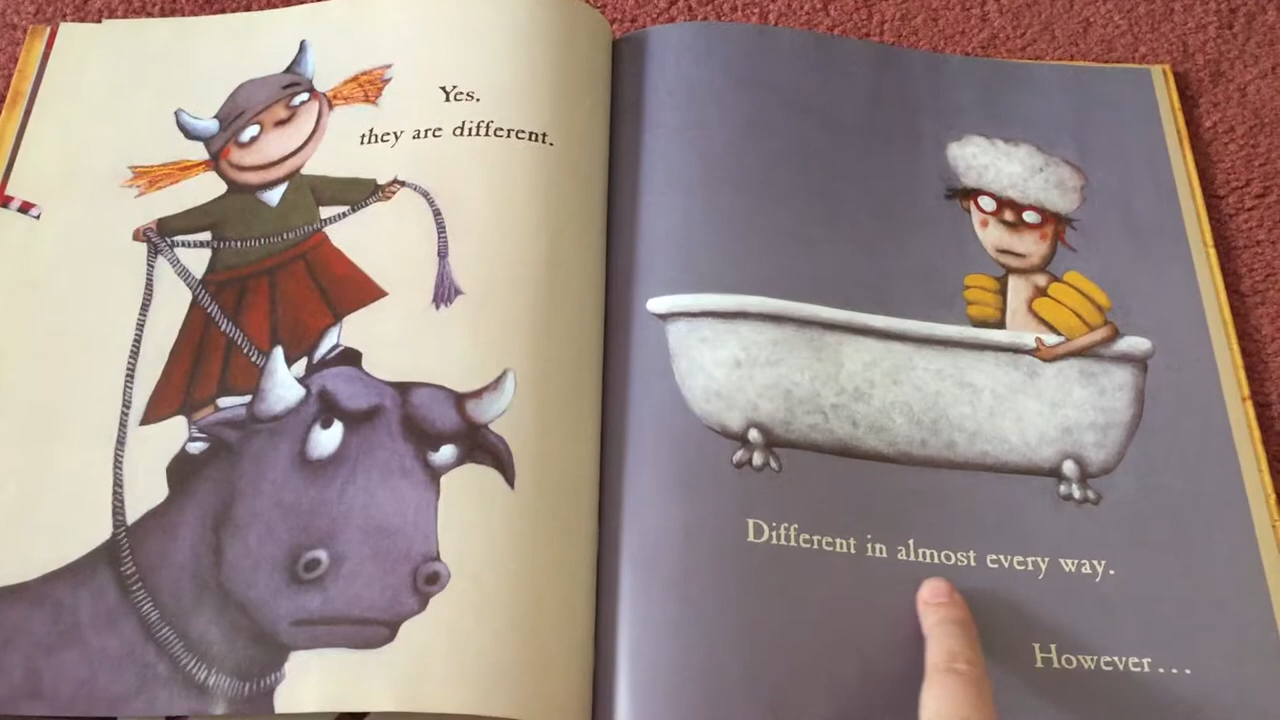 Yes.
they are different.
Different in almost every way.
However...